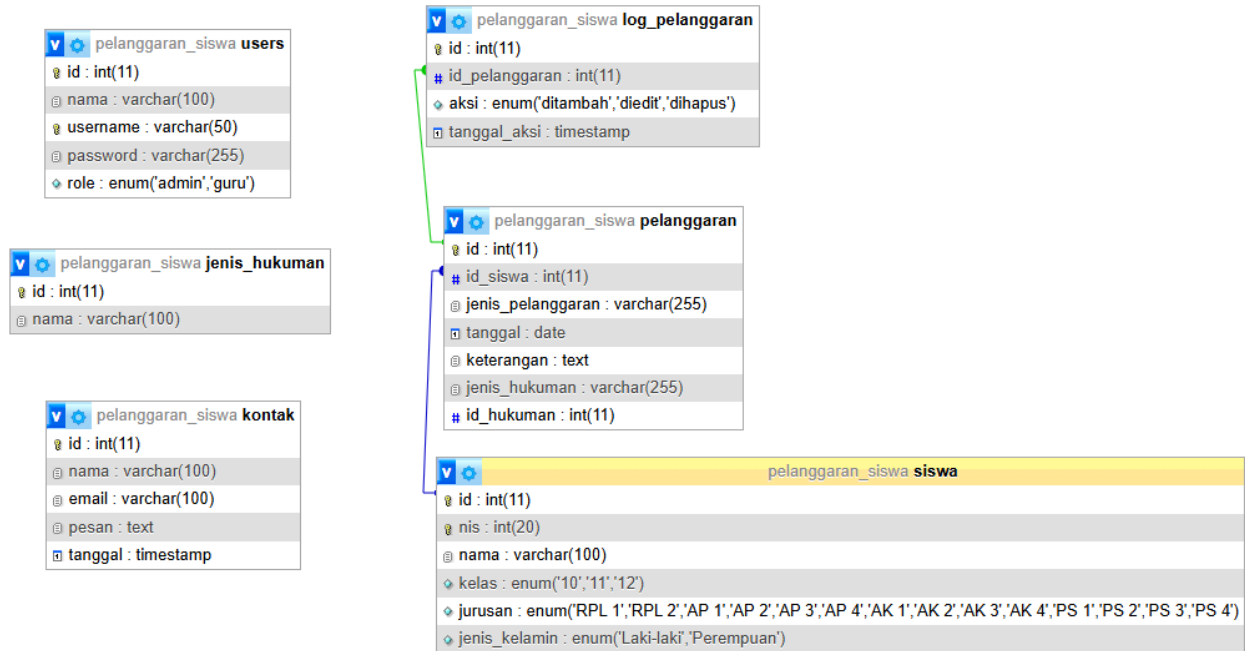 pelanggaran_siswa users
id : int(11)
nama : varchar(100)
username : varchar(50)
password : varchar(255)
role : enum('admin','guru')
pelanggaran_siswa jenis_hukuman
id : int(11)
nama : varchar(100)
pelanggaran_siswa kontak
id : int(11)
nama : varchar(100)
email : varchar(100)
pesan : text
tanggal : timestamp
pelanggaran_siswa log_pelanggaran
id : int(11)
# id_pelanggaran : int(11)
aksi : enum('ditambah','diedit','dihapus')
tanggal_aksi : timestamp
pelanggaran_siswa pelanggaran
id : int(11)
# id_siswa : int(11)
jenis_pelanggaran : varchar(255)
tanggal : date
keterangan : text
jenis_hukuman : varchar(255)
# id_hukuman : int(11)
pelanggaran_siswa siswa
id : int(11)
nis : int(20)
nama : varchar(100)
kelas : enum('10','11','12')
jurusan : enum('RPL 1','RPL 2','AP 1','AP 2','AP 3','AP 4','AK 1','AK 2','AK 3','AK 4','PS 1','PS 2','PS 3','PS 4')
jenis_kelamin : enum('Laki-laki','Perempuan')